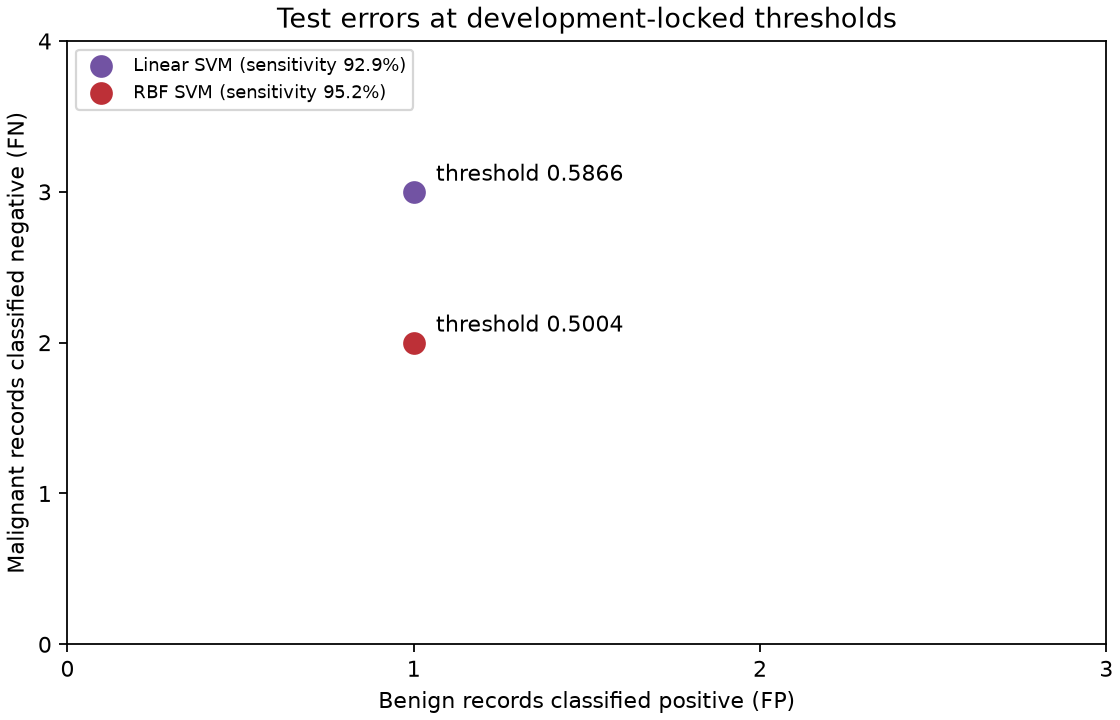 Test errors at development-locked thresholds
Linear SVM (sensitivity 92.9%)
RBF SVM (sensitivity 95.2%)
Malignant records classified negative (FN)
4
3
2
1
0
threshold 0.5866
threshold 0.5004
0
1
2
3
Benign records classified positive (FP)